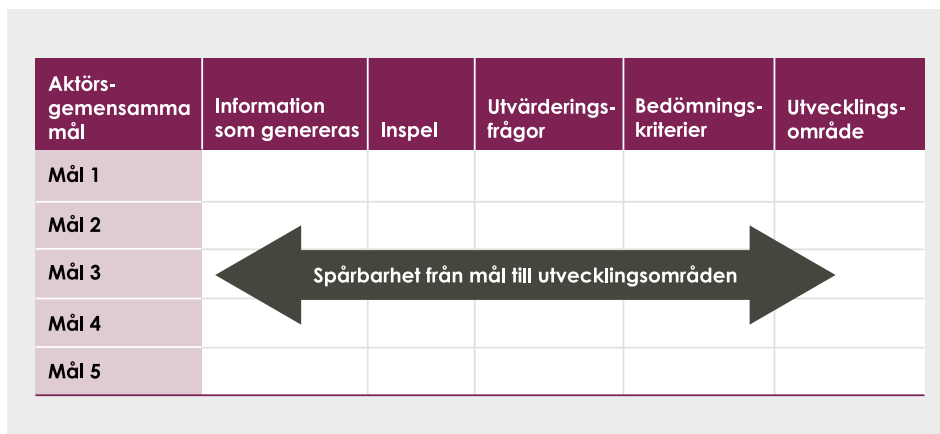 Aktörs-
gemensamma
mål
Information
som genereras
Inspel
Utvärderings-
frågor
Bedömnings-
kriterier
Utvecklings-
område
Mål 1
Mål 2
Mål 3
Spårbarhet från mål till utvecklingsområden
Mål 4
Mål 5